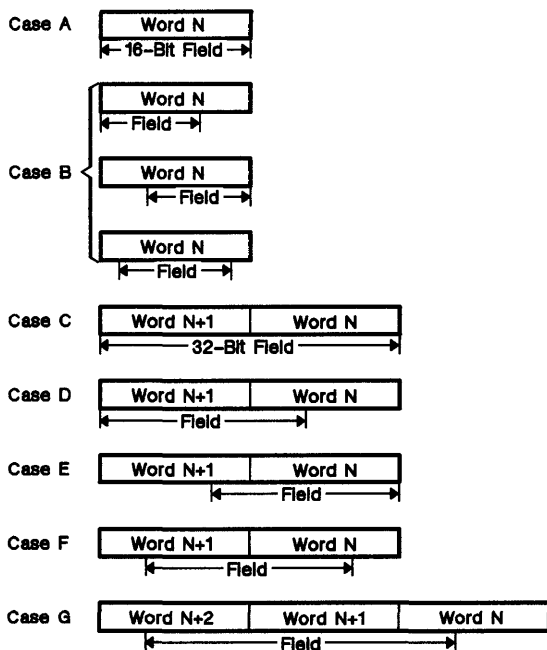 Case A
Word N
16-Bit Field
Word N
Field
Case B
Word N
Field
Word N
Field
Case C
Word N+1 Word N
32-Bit Field
Case D
Word N+1 Word N
Field
Case E
Word N+1 Word N
Field
Case F
Word N+1 Word N
Field
Case G
Word N+2 Word N+1 Word N
Field